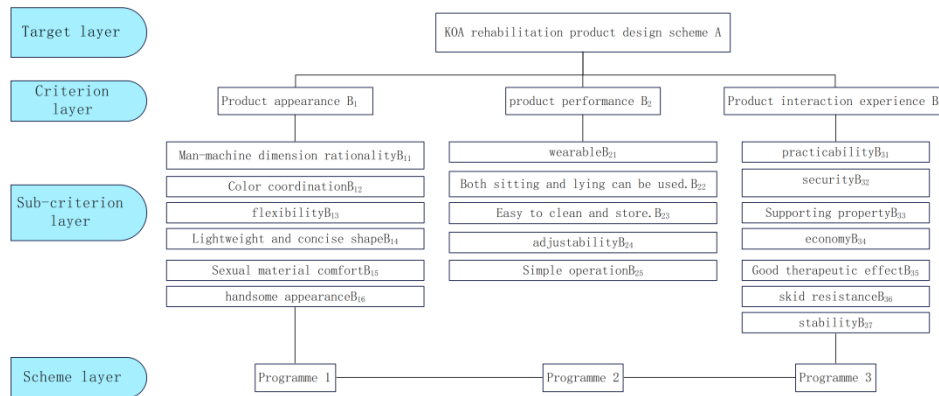 Target layer
KOA rehabilitation product design scheme A
Criterion
layer
Product appearance B₁
product performance B₂
Product interaction experience B
Man-machine dimension rationalityB₁₁
wearableB₂₁
practicabilityB₃₁
Color coordinationB₁₂
Both sitting and lying can be used.B₂₂
securityB₃₂
Sub-criterion
layer
flexibilityB₁₃
Easy to clean and store.B₂₃
Supporting propertyB₃₃
Lightweight and concise shapeB₁₄
adjustabilityB₂₄
economyB₃₄
Sexual material comfortB₁₅
Simple operationB₂₅
Good therapeutic effectB₃₅
handsome appearanceB₁₆
skid resistanceB₃₆
stabilityB₃₇
Scheme layer
Programme 1
Programme 2
Programme 3